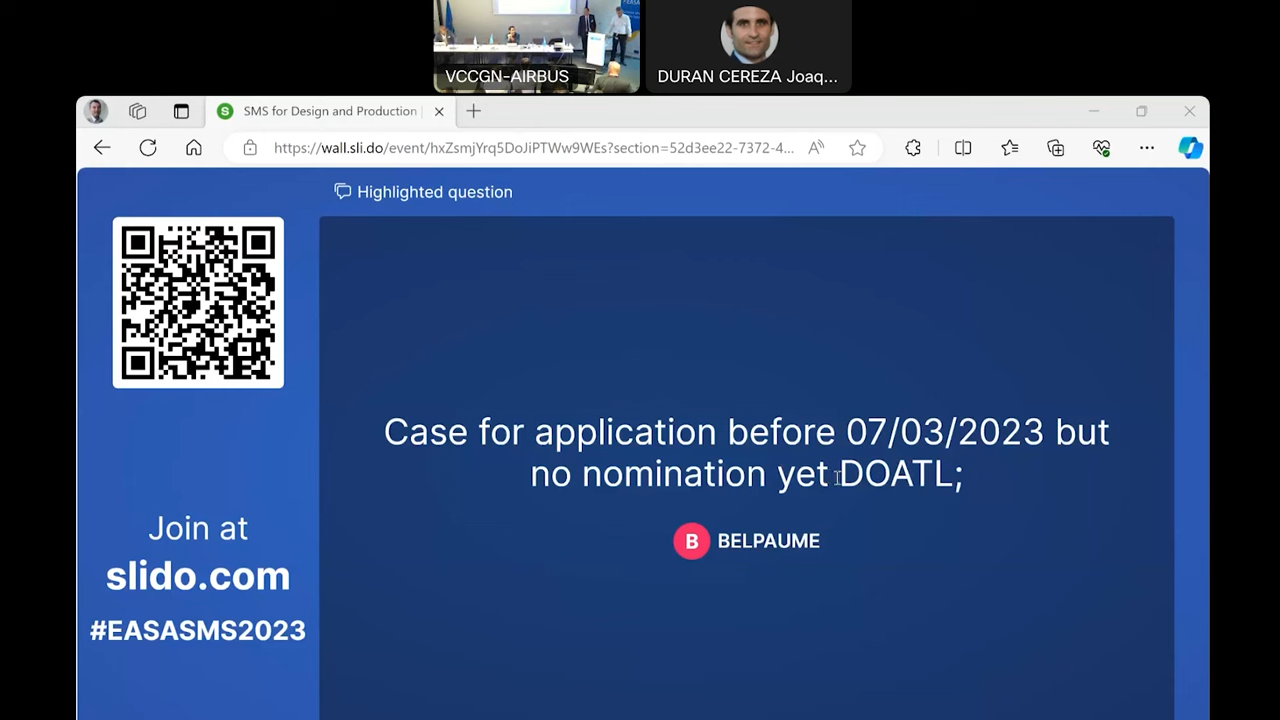 VCCGN-AIRBUS
DURAN CEREZA Joaq...
SMS for Design and Production |
https://wall.sli.do/event/hxZsmjYrq5DoJiPTWw9WEs?section=52d3ee22-7372-4...
Highlighted question
Case for application before 07/03/2023 but
no nomination yet DOATL;
B BELPAUME
Join at
slido.com
#EASASMS2023